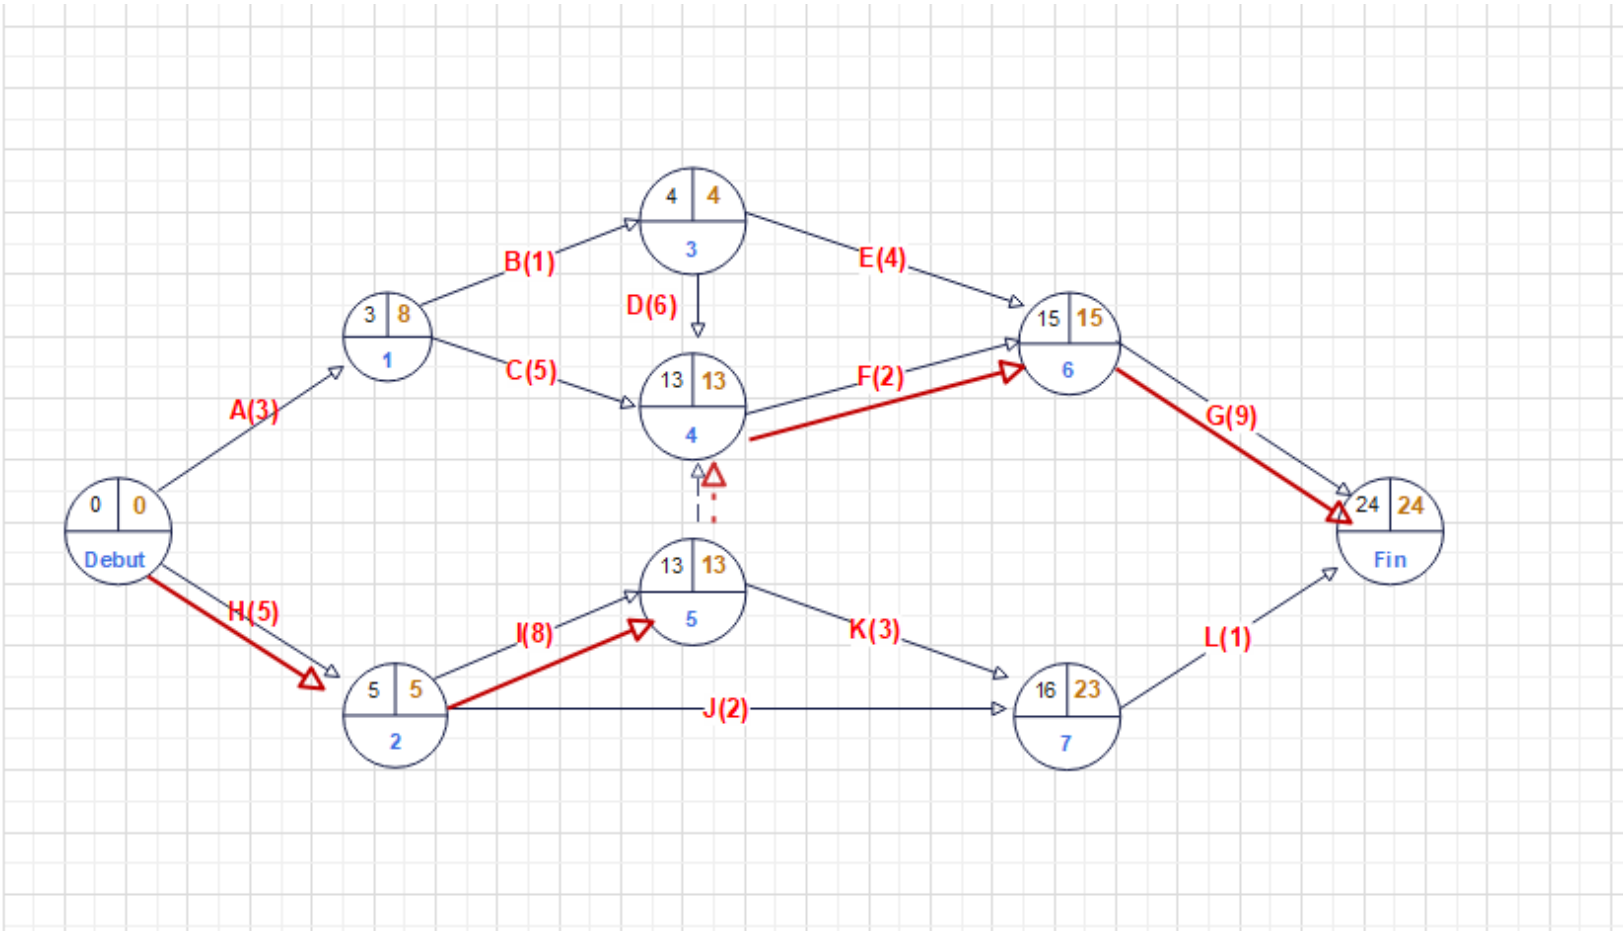 4 4
3
B(1)
E(4)
D(6)
3 8
1
15 15
6
C(5)
F(2)
13 13
4
A(3)
G(9)
0 0
Debut
24 24
Fin
13 13
5
H(5)
I(8)
K(3)
L(1)
5 5
2
J(2)
16 23
7